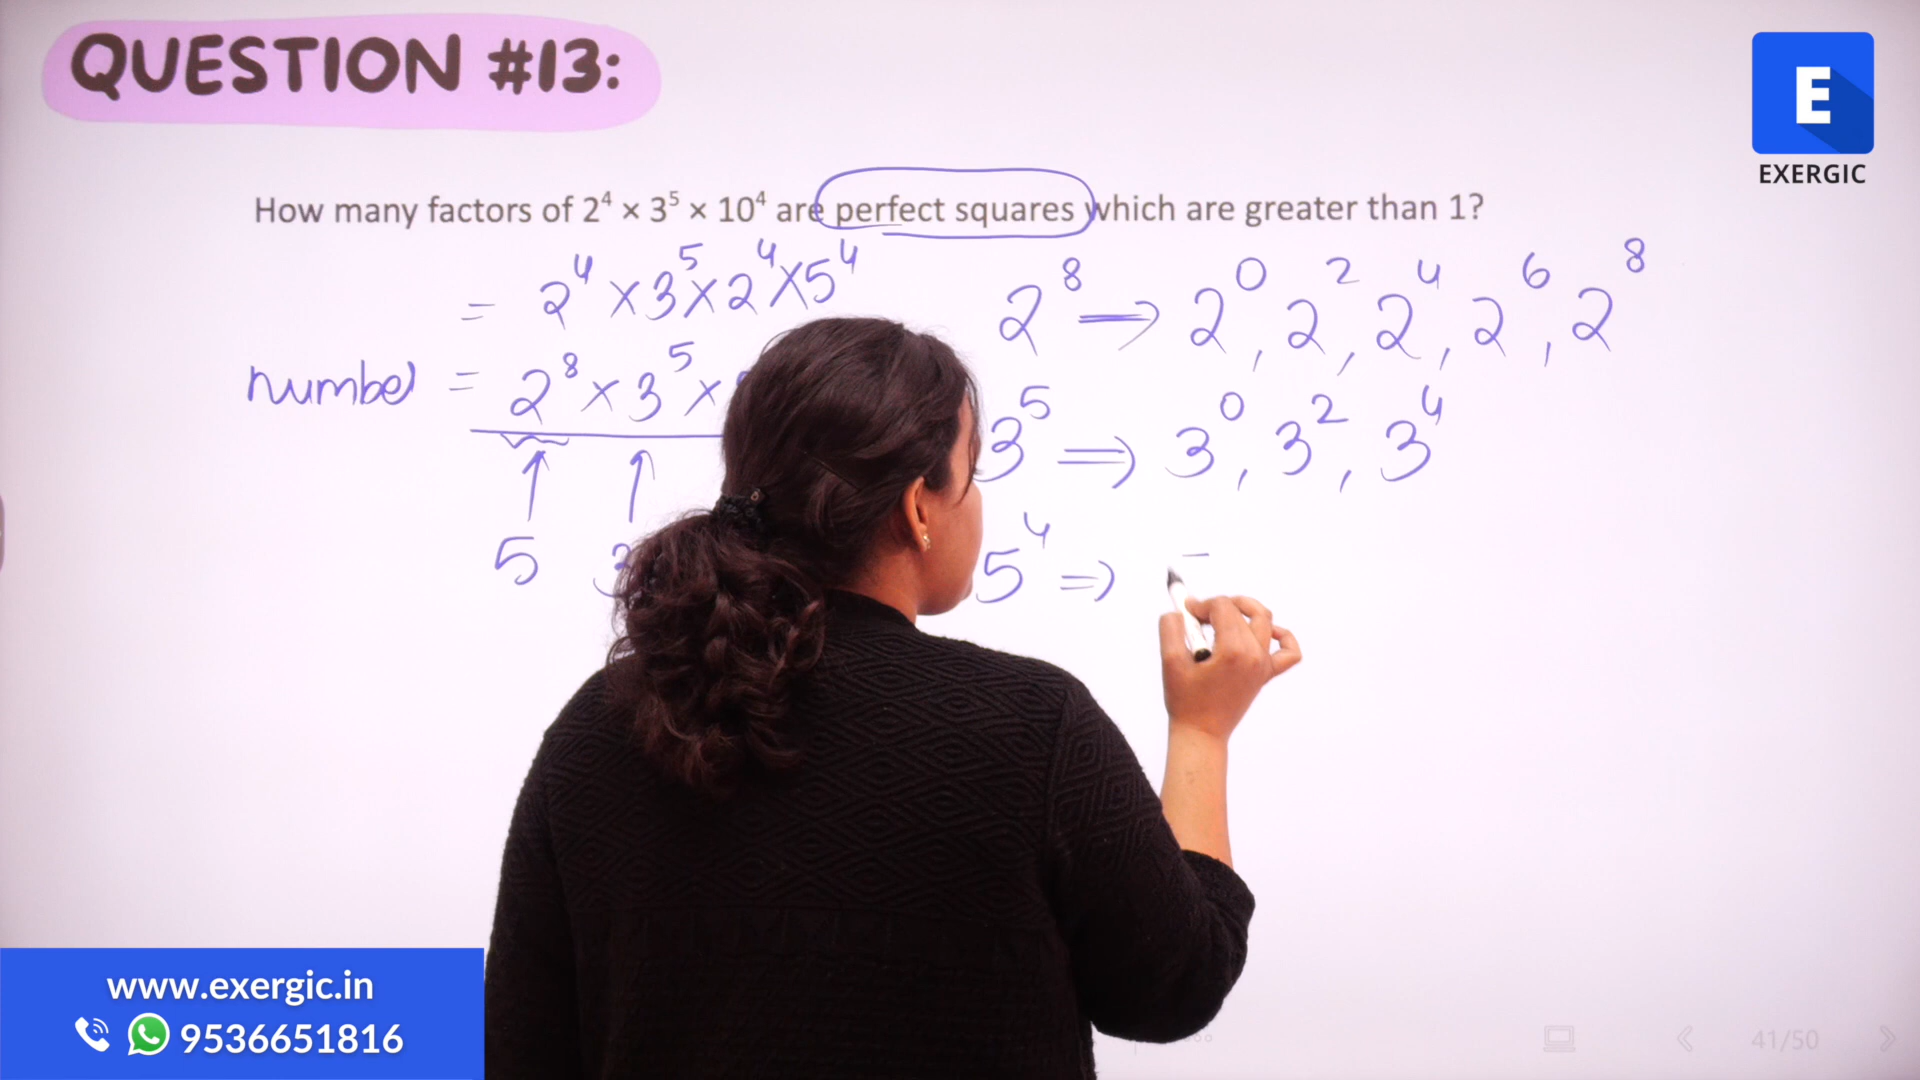 QUESTION #13:
E
EXERGIC
How many factors of 2⁴ × 3⁵ × 10⁴ are perfect squares which are greater than 1?
= 2⁴ × 3⁵ × 2⁴ × 5⁴
2⁸ ⟹ 2⁰, 2², 2⁴, 2⁶, 2⁸
number = 2⁸ × 3⁵ ×
3⁵ ⟹ 3⁰, 3², 3⁴
5 3
5⁴ ⟹
www.exergic.in
9536651816
41/50